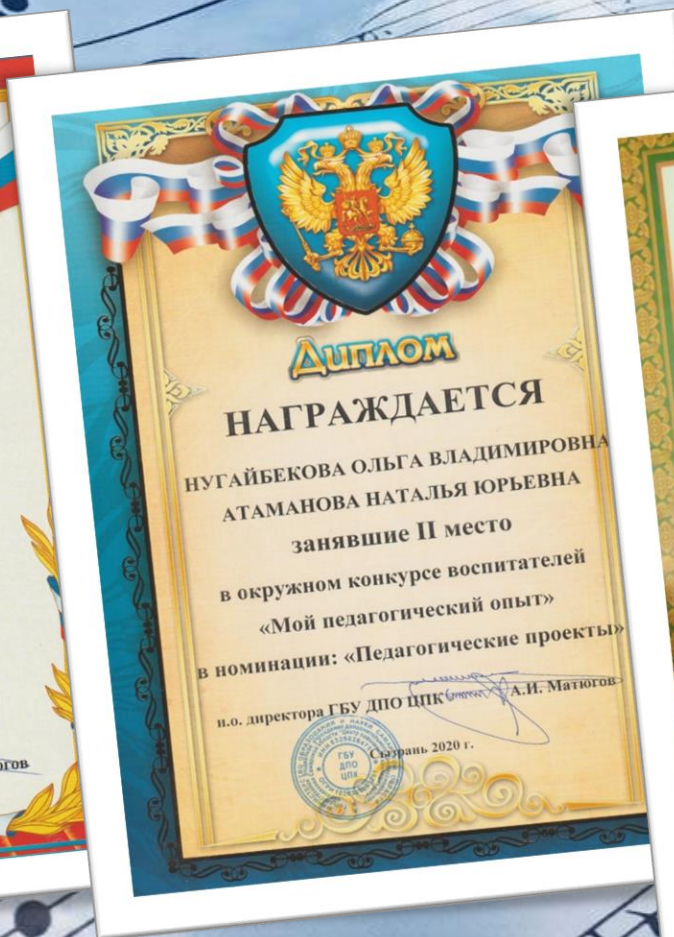 Диплом
НАГРАЖДАЕТСЯ
НУГАЙБЕКОВА ОЛЬГА ВЛАДИМИРОВНА
АТАМАНОВА НАТАЛЬЯ ЮРЬЕВНА
занявшие II место
в окружном конкурсе воспитателей
«Мой педагогический опыт»
в номинации: «Педагогические проекты»
и.о. директора ГБУ ДПО ЦПК А.И. Матюгов
Сызрань 2020 г.
ГБУ
ДПО
ЦПК